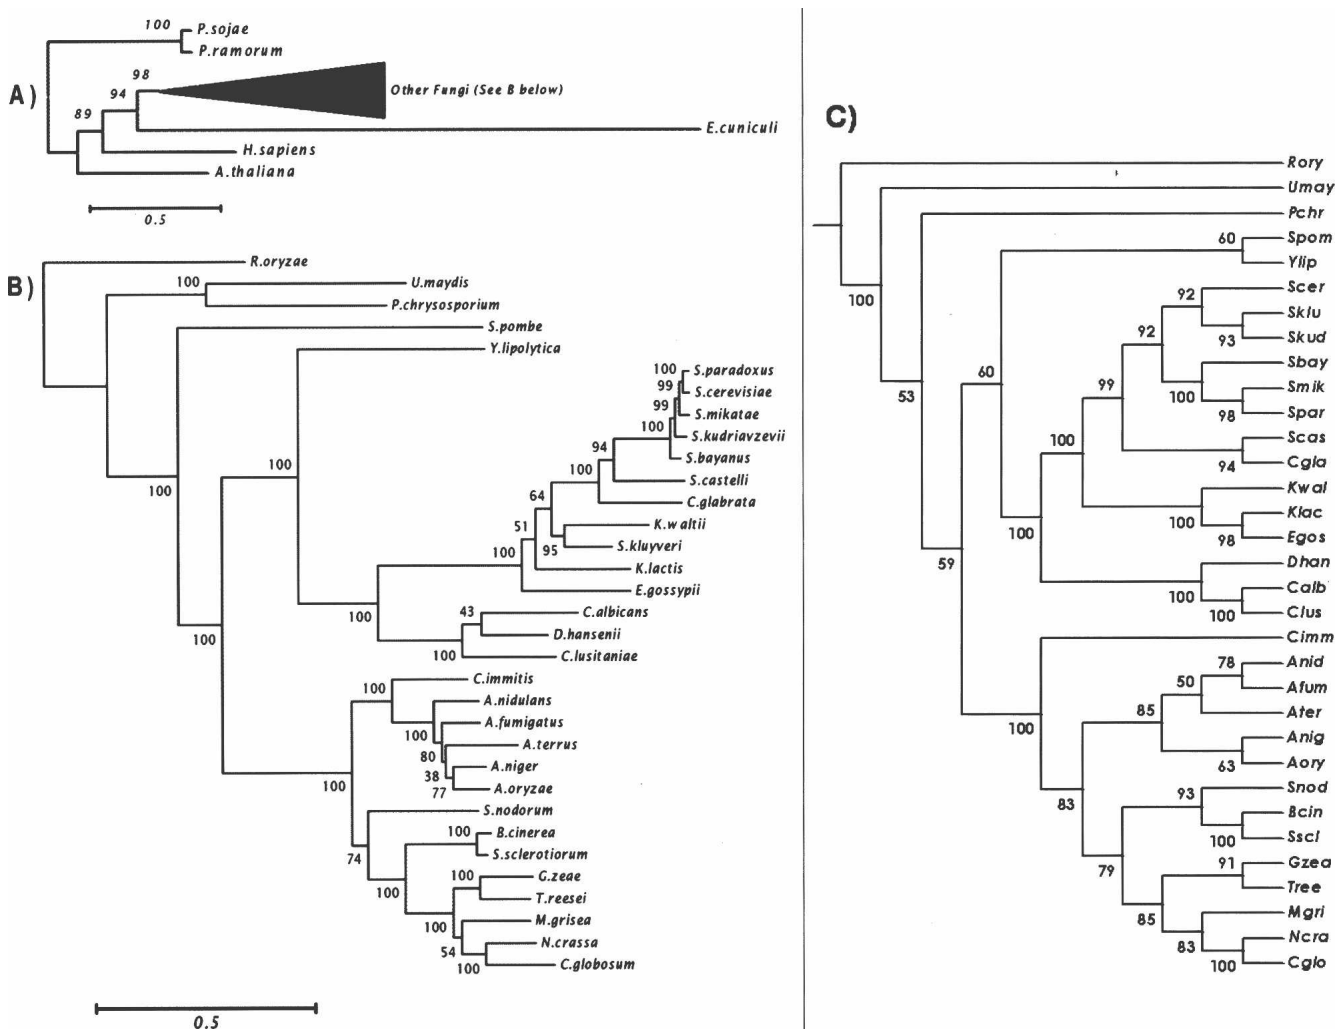 100 P.sojae
P.ramorum
A)
98
94 Other Fungi (See B below)
89
E.cuniculi
H.sapiens
A.thaliana
0.5
B)
R.oryzae
100 U.maydis
P.chrysosporium
S.pombe
Y.lipolytica
100 S.paradoxus
99 S.cerevisiae
99 S.mikatae
100 S.kudriavzevii
94 S.bayanus
100 100 S.castelli
100 64 C.glabrata
51 K.waltii
100 95 S.kluyveri
K.lactis
E.gossypii
100 43 C.albicans
100 D.hansenii
100 C.lusitaniae
100 C.immitis
A.nidulans
100 A.fumigatus
80 A.terrus
100 38 A.niger
77 A.oryzae
S.nodorum
100 B.cinerea
74 S.sclerotiorum
100 100 G.zeae
T.reesei
100 M.grisea
54 N.crassa
100 C.globosum
0.5
C)
Rory
Umay
Pchr
100 60 Spom
Ylip
92 Scer
92 Sklu
93 Skud
60 99 Sbay
53 100 Smik
98 Spar
100 Scas
94 Cgla
Kwal
100 100 Klac
98 Egos
59 Dhan
100 Calb
100 Clus
Cimm
78 Anid
50 Afum
100 85 Ater
Anig
63 Aory
83 93 Snod
Bcin
100 Sscl
79 91 Gzea
Tree
85 Mgri
83 Ncra
100 Cglo